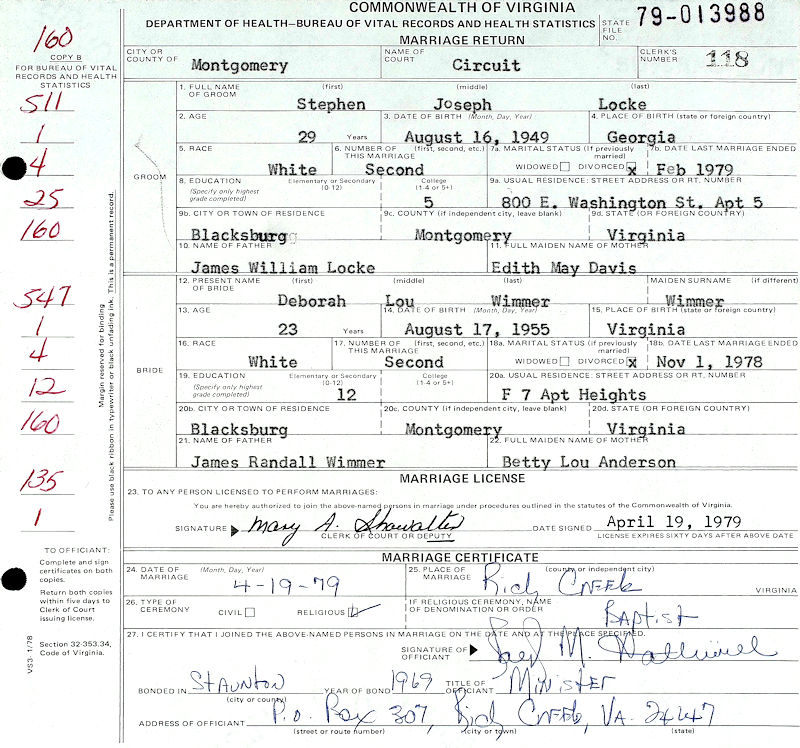 COMMONWEALTH OF VIRGINIA
DEPARTMENT OF HEALTH—BUREAU OF VITAL RECORDS AND HEALTH STATISTICS
MARRIAGE RETURN
STATE FILE NO. 79-013988
160
COPY B
FOR BUREAU OF VITAL RECORDS AND HEALTH STATISTICS
CITY OR COUNTY OF Montgomery NAME OF COURT Circuit CLERK'S NUMBER 118
511
1
4
25
160
547
1
4
12
160
135
1
GROOM
1. FULL NAME OF GROOM (first) (middle) (last)
Stephen Joseph Locke
2. AGE 3. DATE OF BIRTH (Month, Day, Year) 4. PLACE OF BIRTH (state or foreign country)
29 Years August 16, 1949 Georgia
5. RACE 6. NUMBER OF THIS MARRIAGE (first, second, etc.) 7a. MARITAL STATUS (If previously married) 7b. DATE LAST MARRIAGE ENDED
White Second WIDOWED DIVORCED x Feb 1979
8. EDUCATION (Specify only highest grade completed) Elementary or Secondary (0-12) College (1-4 or 5+) 9a. USUAL RESIDENCE: STREET ADDRESS OR RT. NUMBER
5 800 E. Washington St. Apt 5
9b. CITY OR TOWN OF RESIDENCE 9c. COUNTY (if independent city, leave blank) 9d. STATE (OR FOREIGN COUNTRY)
Blacksburg Montgomery Virginia
10. NAME OF FATHER 11. FULL MAIDEN NAME OF MOTHER
James William Locke Edith May Davis
BRIDE
12. PRESENT NAME OF BRIDE (first) (middle) (last) MAIDEN SURNAME (if different)
Deborah Lou Wimmer Wimmer
13. AGE 14. DATE OF BIRTH (Month, Day, Year) 15. PLACE OF BIRTH (state or foreign country)
23 Years August 17, 1955 Virginia
16. RACE 17. NUMBER OF THIS MARRIAGE (first, second, etc.) 18a. MARITAL STATUS (If previously married) 18b. DATE LAST MARRIAGE ENDED
White Second WIDOWED DIVORCED x Nov 1, 1978
19. EDUCATION (Specify only highest grade completed) Elementary or Secondary (0-12) College (1-4 or 5+) 20a. USUAL RESIDENCE: STREET ADDRESS OR RT. NUMBER
12 F 7 Apt Heights
20b. CITY OR TOWN OF RESIDENCE 20c. COUNTY (if independent city, leave blank) 20d. STATE (OR FOREIGN COUNTRY)
Blacksburg Montgomery Virginia
21. NAME OF FATHER 22. FULL MAIDEN NAME OF MOTHER
James Randall Wimmer Betty Lou Anderson
Margin reserved for binding
Please use black ribbon in typewriter or black unfading ink. This is a permanent record.
MARRIAGE LICENSE
23. TO ANY PERSON LICENSED TO PERFORM MARRIAGES:
You are hereby authorized to join the above-named persons in marriage under procedures outlined in the statutes of the Commonwealth of Virginia.
SIGNATURE Mary A. Showalter DATE SIGNED April 19, 1979
CLERK OF COURT OR DEPUTY LICENSE EXPIRES SIXTY DAYS AFTER ABOVE DATE
MARRIAGE CERTIFICATE
TO OFFICIANT:
Complete and sign certificates on both copies.
Return both copies within five days to Clerk of Court issuing license.
Section 32-353.34, Code of Virginia.
VS3- 1/78
24. DATE OF MARRIAGE (Month, Day, Year) 25. PLACE OF MARRIAGE (county or independent city)
4-19-79 Rich Creek VIRGINIA
26. TYPE OF CEREMONY CIVIL RELIGIOUS IF RELIGIOUS CEREMONY, NAME OF DENOMINATION OR ORDER Baptist
27. I CERTIFY THAT I JOINED THE ABOVE-NAMED PERSONS IN MARRIAGE ON THE DATE AND AT THE PLACE SPECIFIED.
SIGNATURE OF OFFICIANT M.
BONDED IN Staunton YEAR OF BOND 1969 TITLE OF OFFICIANT Minister
(city or county)
ADDRESS OF OFFICIANT P.O. Box 307, Rich Creek, VA. 24147
(street or route number) (city or town) (state)